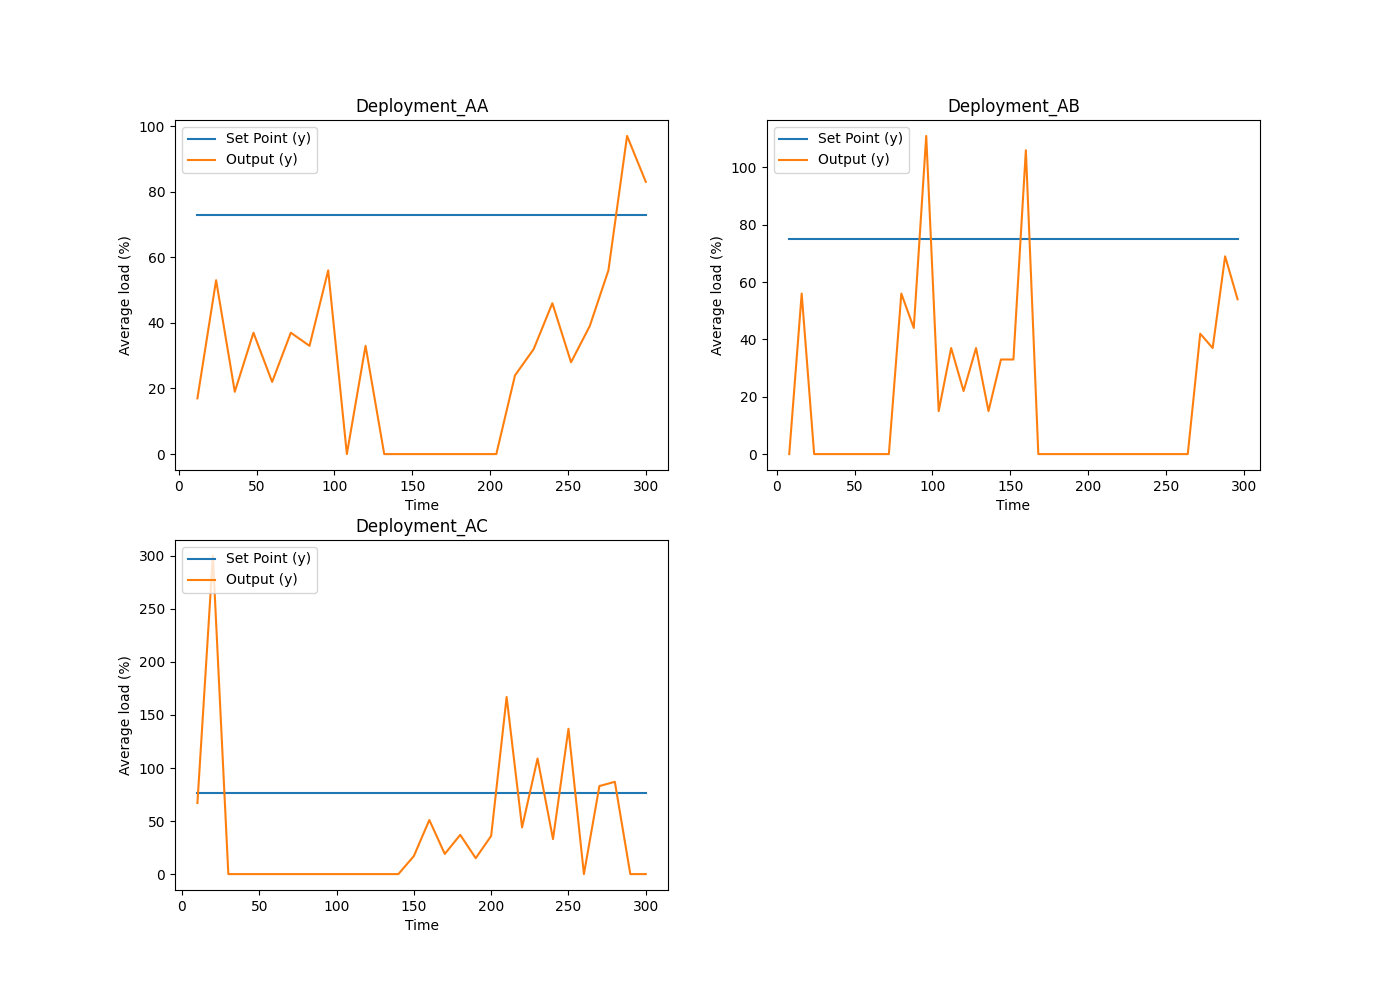 Deployment_AA
Set Point (y)
Output (y)
Average load (%)
100
80
60
40
20
0
0 50 100 150 200 250 300
Time
Deployment_AB
Set Point (y)
Output (y)
Average load (%)
100
80
60
40
20
0
0 50 100 150 200 250 300
Time
Deployment_AC
Set Point (y)
Output (y)
Average load (%)
300
250
200
150
100
50
0
0 50 100 150 200 250 300
Time